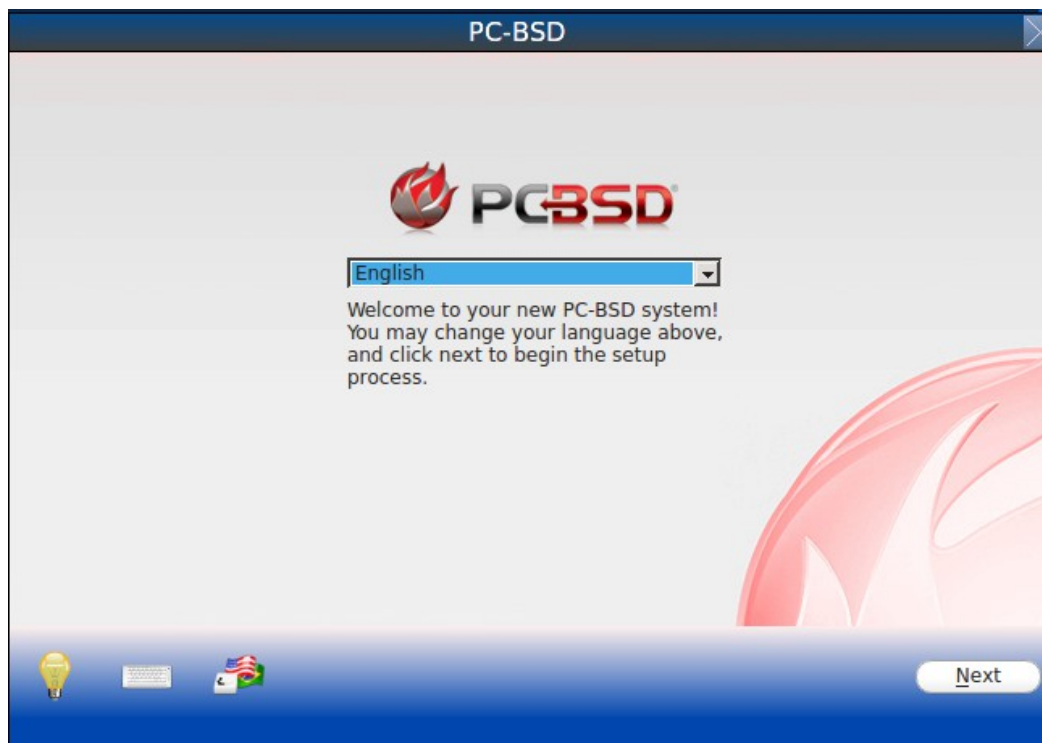 PC-BSD
PCBSD
English
Welcome to your new PC-BSD system!
You may change your language above,
and click next to begin the setup
process.
Next